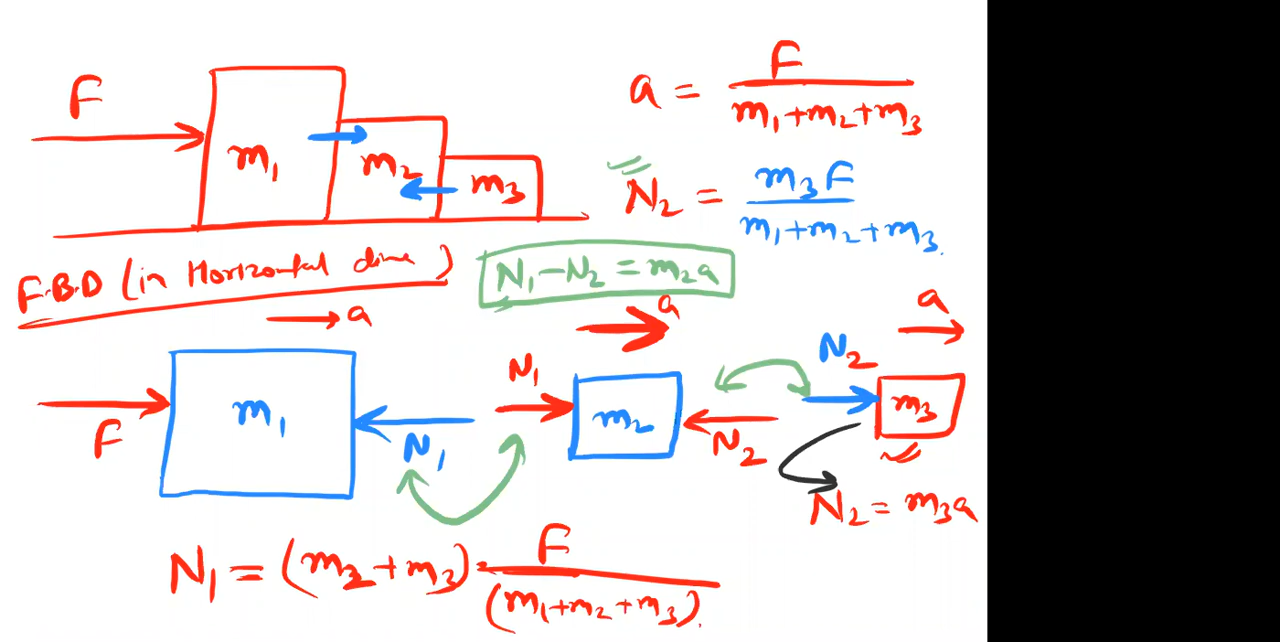 F
m₁
m₂
m₃
a = F / (m₁+m₂+m₃)
N₂ = m₃F / (m₁+m₂+m₃)
F.B.D (in Horizontal dirⁿ)
N₁-N₂ = m₂a
a
a
a
F
m₁
N₁
N₁
m₂
N₂
N₂
m₃
N₂ = m₃a
N₁ = (m₂+m₃) · F / (m₁+m₂+m₃)